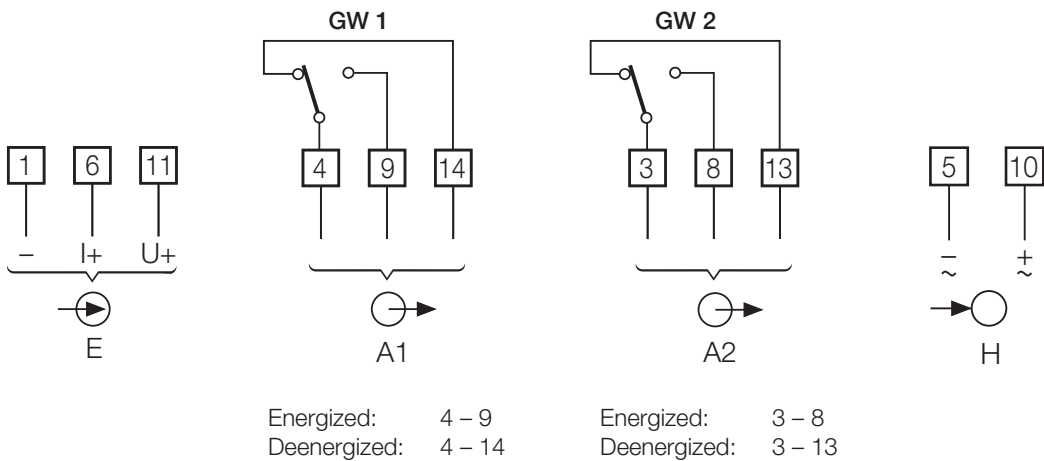 GW 1 GW 2
1 6 11 4 9 14 3 8 13 5 10
– I+ U+ – +
~ ~
E A1 A2 H
Energized: 4 – 9 Energized: 3 – 8
Deenergized: 4 – 14 Deenergized: 3 – 13